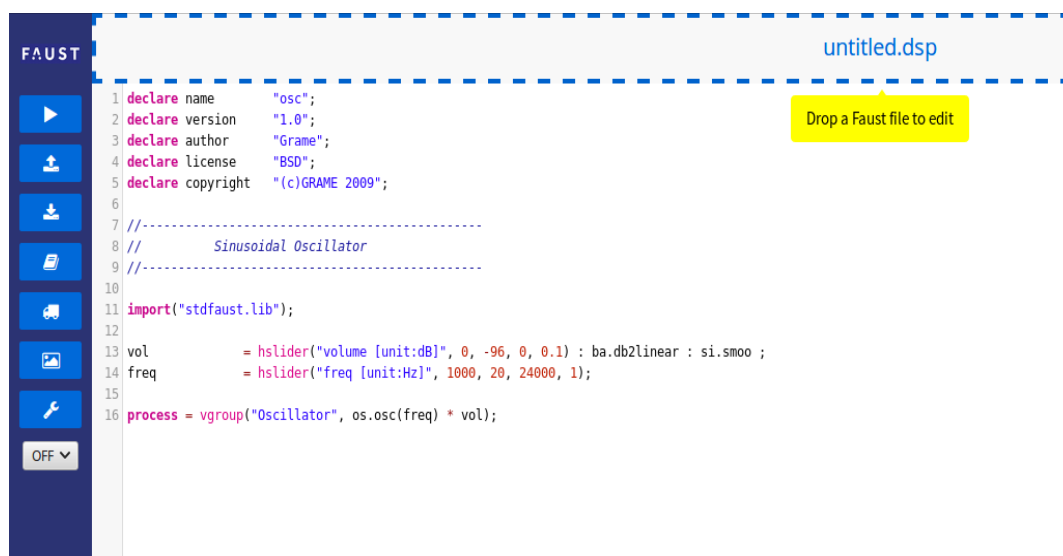 FAUST
untitled.dsp
Drop a Faust file to edit
1 declare name        "osc";
2 declare version     "1.0";
3 declare author      "Grame";
4 declare license     "BSD";
5 declare copyright   "(c)GRAME 2009";
6
7 //-----------------------------------------------
8 //          Sinusoidal Oscillator
9 //-----------------------------------------------
10
11 import("stdfaust.lib");
12
13 vol             = hslider("volume [unit:dB]", 0, -96, 0, 0.1) : ba.db2linear : si.smoo ;
14 freq            = hslider("freq [unit:Hz]", 1000, 20, 24000, 1);
15
16 process = vgroup("Oscillator", os.osc(freq) * vol);
OFF